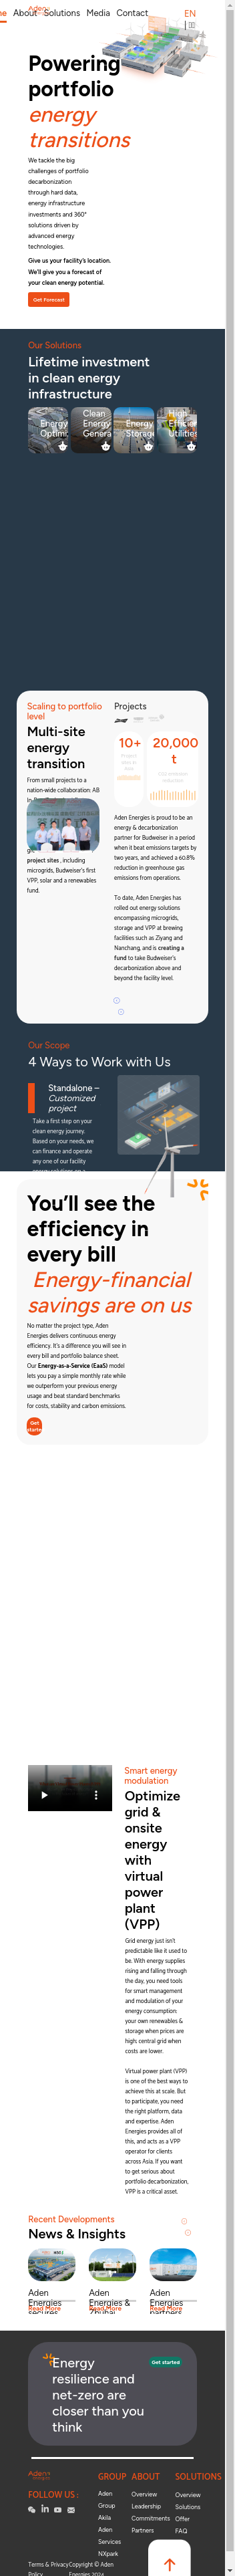 Aden
me About Solutions Media Contact
EN
|
Powering
portfolio
energy
transitions
We tackle the big
challenges of portfolio
decarbonization
through hard data,
energy infrastructure
investments and 360°
solutions driven by
advanced energy
technologies.
Give us your facility's location.
We'll give you a forecast of
your clean energy potential.
Get Forecast
Our Solutions
Lifetime investment
in clean energy
infrastructure
Energy
Optimi
Clean
Energy
Genera
Energy
Storage
High
Efficie
Utilities
Scaling to portfolio
level
Multi-site
energy
transition
From small projects to a
nation-wide collaboration: AB
project sites, including
microgrids, Budweiser's first
VPP, solar and a renewables
fund.
Projects
10+
Project
20,000
t
CO2 emission
reductions
Aden Energies is proud to be an
energy & decarbonization
partner for Budweiser in a period
when it beat emissions targets by
two years, and achieved a 60.8%
reduction in greenhouse gas
emissions from operations.
To date, Aden Energies has
rolled out energy solutions
encompassing microgrids,
storage and VPP at brewing
facilities such as Ziyang and
Nanchang, and is creating a
fund to take Budweiser's
decarbonization above and
beyond the facility level.
Our Scope
4 Ways to Work with Us
Standalone –
Customized
project
Take a first step on your
clean energy journey.
Based on your needs, we
can finance and operate
any one of our facility
energy solutions on a
You'll see the
efficiency in
every bill
Energy-financial
savings are on us
No matter the project type, Aden
Energies delivers continuous energy
efficiency. It's a difference you will see in
every bill and portfolio balance sheet.
Our Energy-as-a-Service (EaaS) model
lets you pay a simple monthly rate while
we outperform your previous energy
usage and beat standard benchmarks
for costs, stability and carbon emissions.
Get
starte
Smart energy
modulation
Optimize
grid &
onsite
energy
with
virtual
power
plant
(VPP)
Grid energy just isn't
predictable like it used to
be. With energy supplies
rising and falling through
the day, you need tools
for smart management
and modulation of your
energy consumption:
your own renewables &
storage when prices are
high; central grid when
costs are lower.
Virtual power plant (VPP)
is one of the best ways to
achieve this at scale. But
to participate, you need
the right platform, data
and expertise. Aden
Energies provides all of
this, and acts as a VPP
operator for clients
across Asia. If you want
to get serious about
portfolio decarbonization,
VPP is a critical asset.
Recent Developments
News & Insights
Aden
Energies
secures
Read More
Aden
Energies &
Zhuhai
Read More
Aden
Energies
partners
Read More
Energy
resilience and
net-zero are
closer than you
think
Get started
Aden
FOLLOW US :
GROUP
Aden
Group
Akila
Aden
Services
NXpark
ABOUT
Overview
Leadership
Commitments
Partners
SOLUTIONS
Overview
Solutions
Offer
FAQ
Terms & Privacy
Policy
Copyright © Aden
Energies 2024